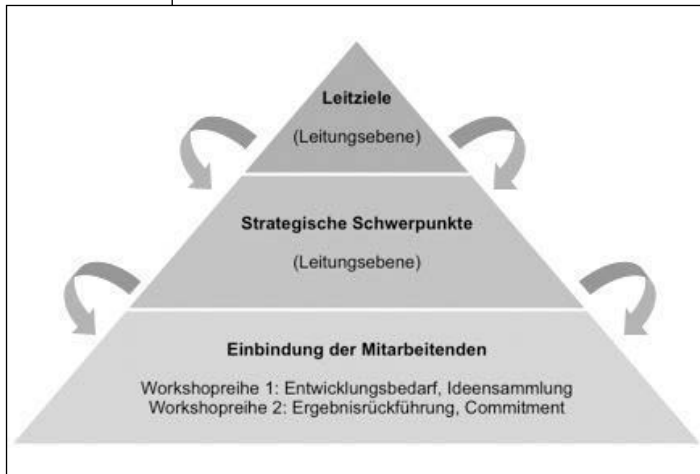 Leitziele
(Leitungsebene)
Strategische Schwerpunkte
(Leitungsebene)
Einbindung der Mitarbeitenden
Workshopreihe 1: Entwicklungsbedarf, Ideensammlung
Workshopreihe 2: Ergebnisrückführung, Commitment